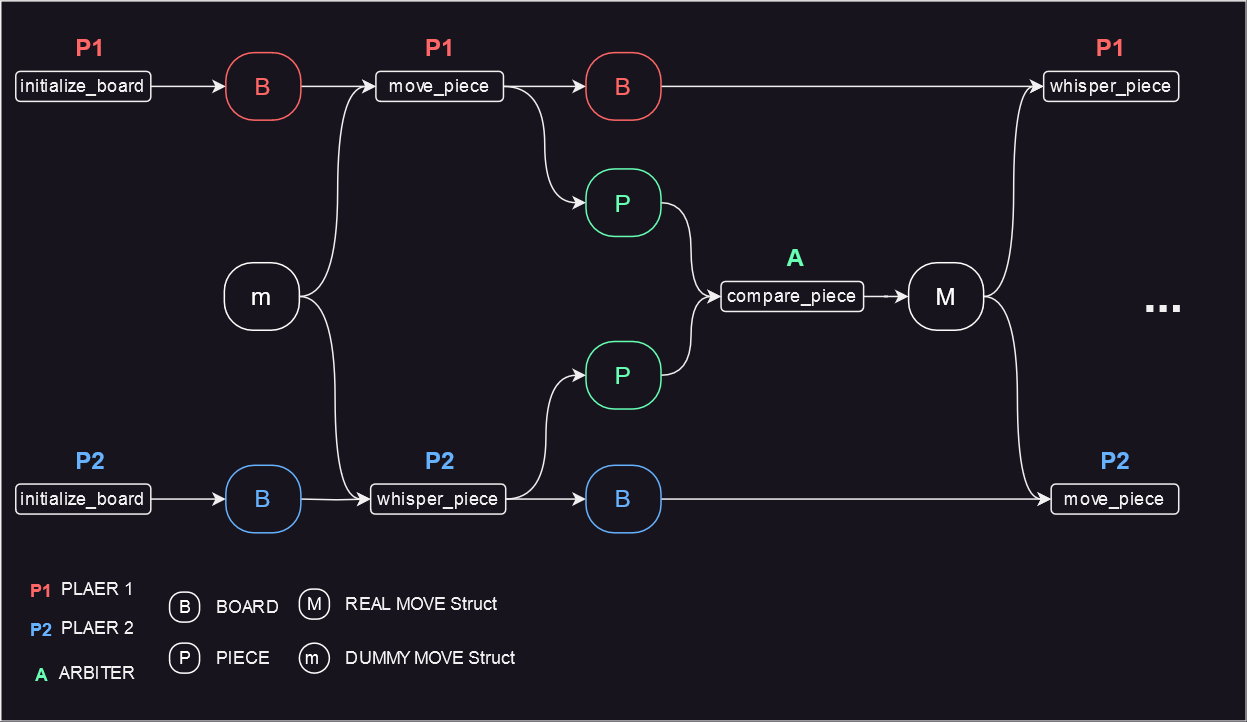 P1 P1 P1
initialize_board B move_piece B whisper_piece
P
A
m compare_piece M ...
P
P2 P2 P2
initialize_board B whisper_piece B move_piece
P1 PLAER 1
P2 PLAER 2
A ARBITER
B BOARD
P PIECE
M REAL MOVE Struct
m DUMMY MOVE Struct